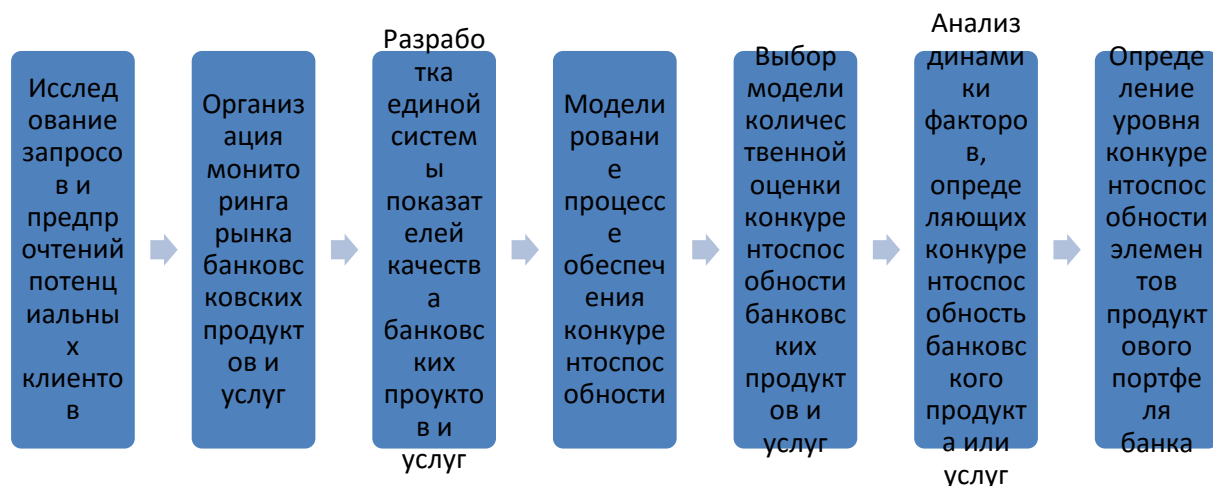 Исслед
ование
запросо
в и
предпр
очтений
потенц
иальны
х
клиенто
в
Организ
ация
монито
ринга
рынка
банковс
ковских
продукт
ов и
услуг
Разрабо
тка
единой
систем
ы
показат
елей
качеств
а
банковс
ких
проукто
в и
услуг
Модели
ровани
е
процесс
е
обеспеч
ения
конкуре
нтоспос
обности
Выбор
модели
количес
твенной
оценки
конкуре
нтоспос
обности
банковс
ких
продукт
ов и
услуг
Анализ
динами
ки
факторо
в,
опреде
ляющих
конкуре
нтоспос
обность
банковс
кого
продукт
а или
услуг
Опреде
ление
уровня
конкуре
нтоспос
обности
элемен
тов
продукт
ового
портфе
ля
банка